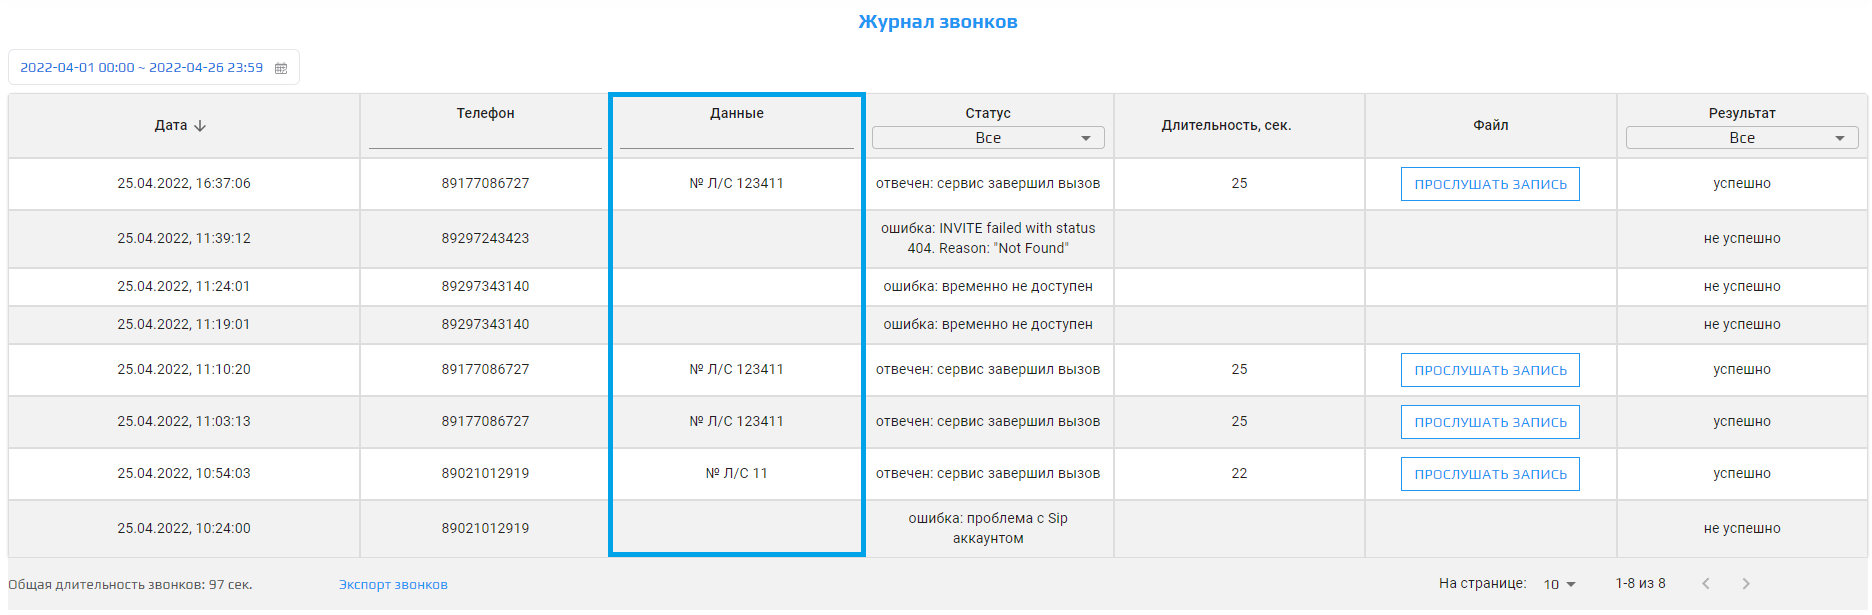 Журнал звонков
2022-04-01 00:00 ~ 2022-04-26 23:59
Дата Телефон Данные Статус Длительность, сек. Файл Результат
Все Все
25.04.2022, 16:37:06 89177086727 № Л/С 123411 отвечен: сервис завершил вызов 25 ПРОСЛУШАТЬ ЗАПИСЬ успешно
25.04.2022, 11:39:12 89297243423 ошибка: INVITE failed with status
404. Reason: "Not Found" не успешно
25.04.2022, 11:24:01 89297343140 ошибка: временно не доступен не успешно
25.04.2022, 11:19:01 89297343140 ошибка: временно не доступен не успешно
25.04.2022, 11:10:20 89177086727 № Л/С 123411 отвечен: сервис завершил вызов 25 ПРОСЛУШАТЬ ЗАПИСЬ успешно
25.04.2022, 11:03:13 89177086727 № Л/С 123411 отвечен: сервис завершил вызов 25 ПРОСЛУШАТЬ ЗАПИСЬ успешно
25.04.2022, 10:54:03 89021012919 № Л/С 11 отвечен: сервис завершил вызов 22 ПРОСЛУШАТЬ ЗАПИСЬ успешно
25.04.2022, 10:24:00 89021012919 ошибка: проблема с Sip
аккаунтом не успешно
Общая длительность звонков: 97 сек. Экспорт звонков На странице: 10 1-8 из 8